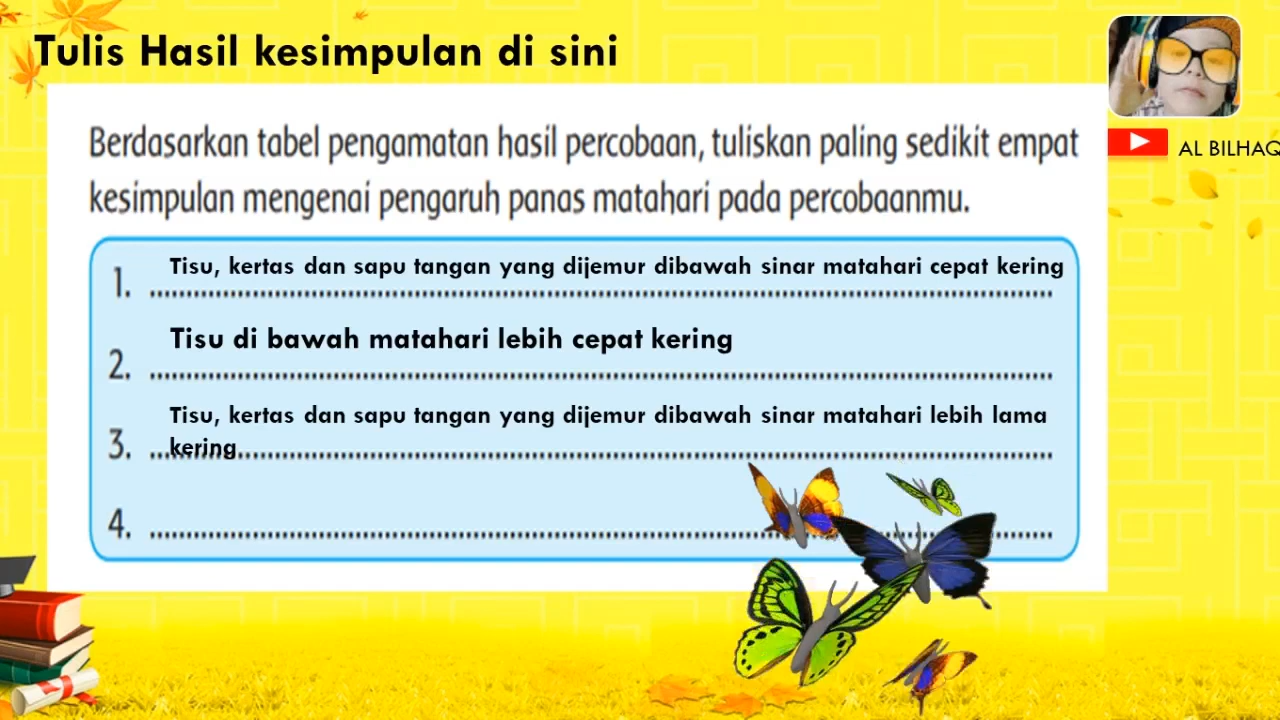 Tulis Hasil kesimpulan di sini
AL BILHAQ
Berdasarkan tabel pengamatan hasil percobaan, tuliskan paling sedikit empat
kesimpulan mengenai pengaruh panas matahari pada percobaanmu.
1. Tisu, kertas dan sapu tangan yang dijemur dibawah sinar matahari cepat kering
2. Tisu di bawah matahari lebih cepat kering
3. Tisu, kertas dan sapu tangan yang dijemur dibawah sinar matahari lebih lama
kering
4.